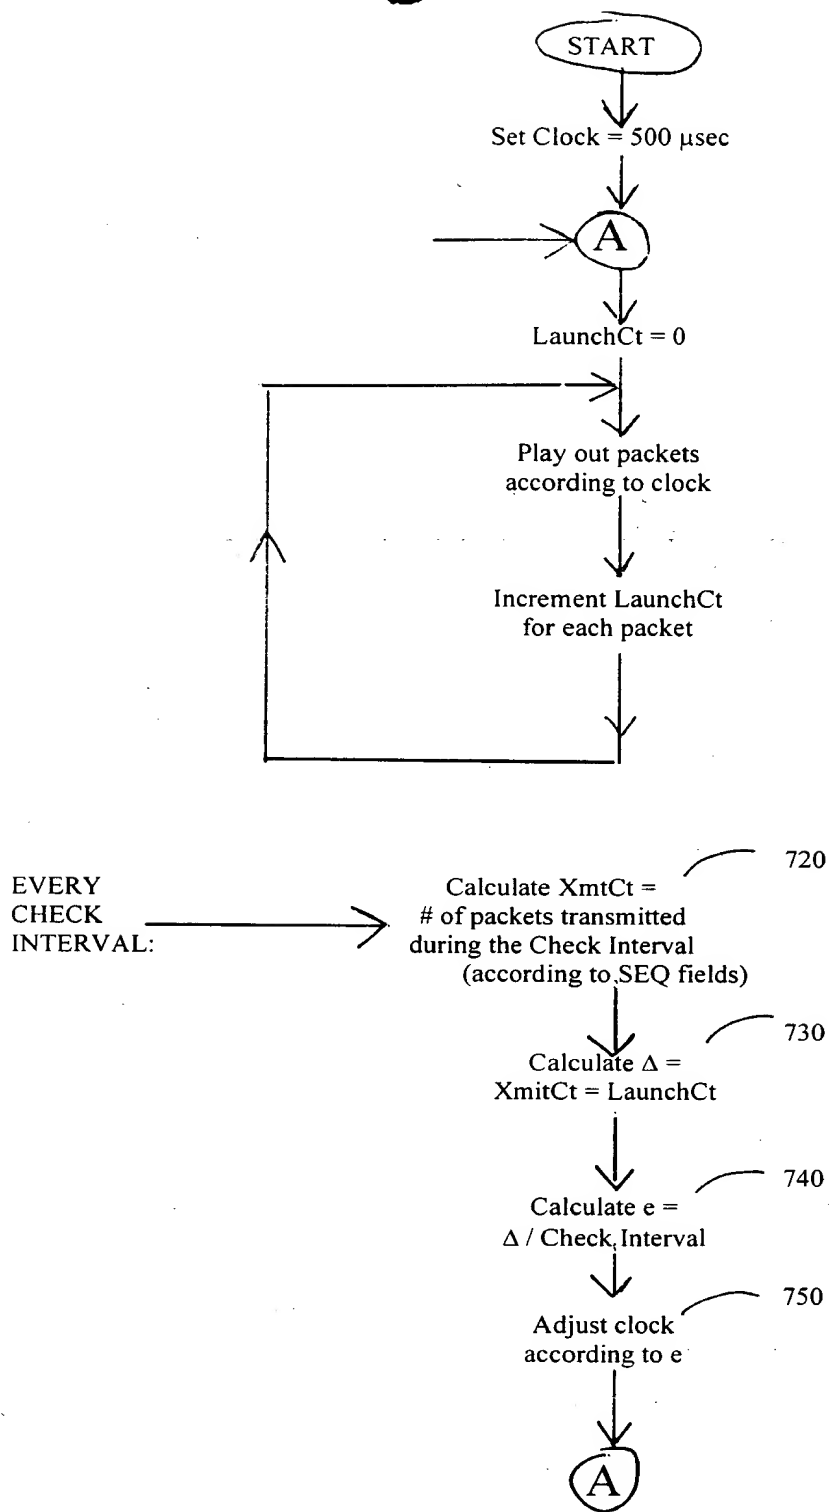 START
Set Clock = 500 μsec
A
LaunchCt = 0
Play out packets
according to clock
Increment LaunchCt
for each packet
EVERY
CHECK
INTERVAL:
720
Calculate XmtCt =
# of packets transmitted
during the Check Interval
(according to SEQ fields)
730
Calculate Δ =
XmitCt = LaunchCt
740
Calculate e =
Δ / Check Interval
750
Adjust clock
according to e
A